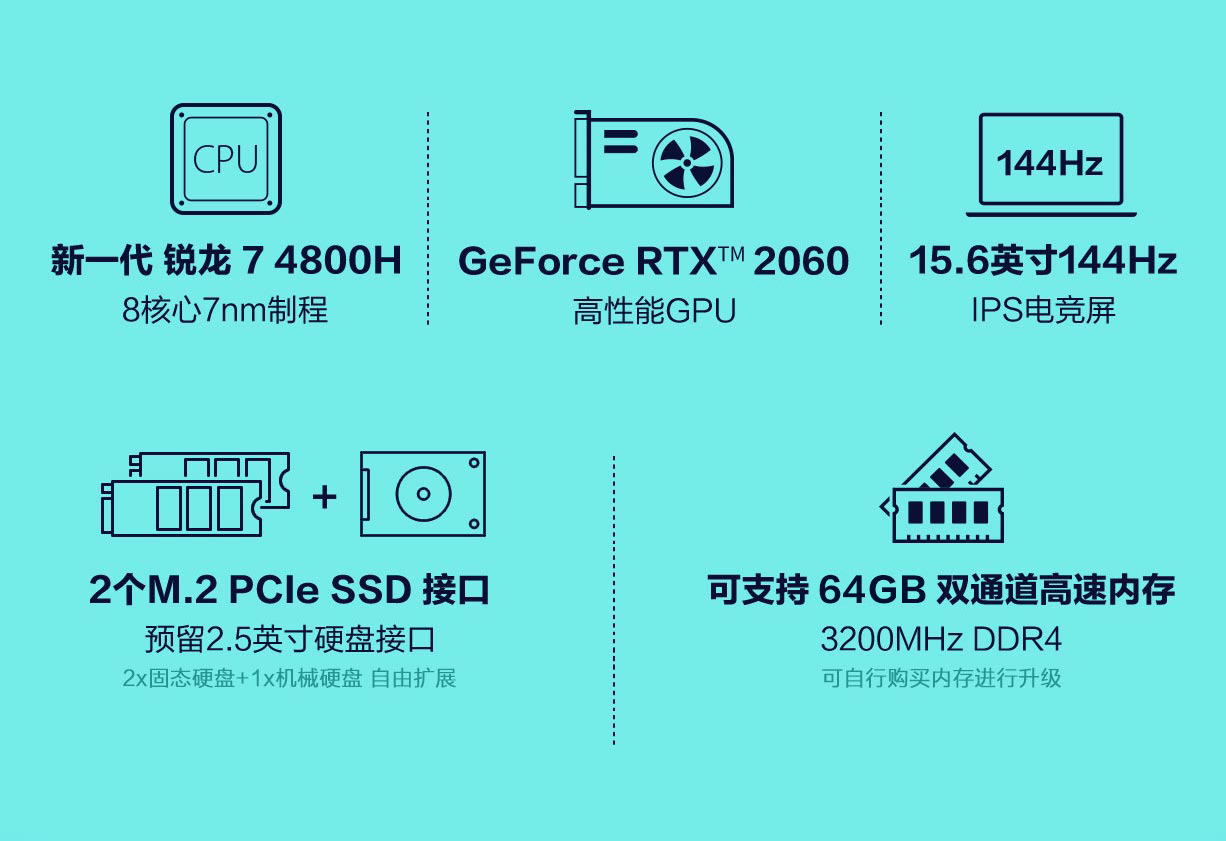 CPU
新一代 锐龙 7 4800H
8核心7nm制程
GeForce RTX™ 2060
高性能GPU
144Hz
15.6英寸144Hz
IPS电竞屏
+
2个M.2 PCIe SSD 接口
预留2.5英寸硬盘接口
2x固态硬盘+1x机械硬盘 自由扩展
可支持 64GB 双通道高速内存
3200MHz DDR4
可自行购买内存进行升级